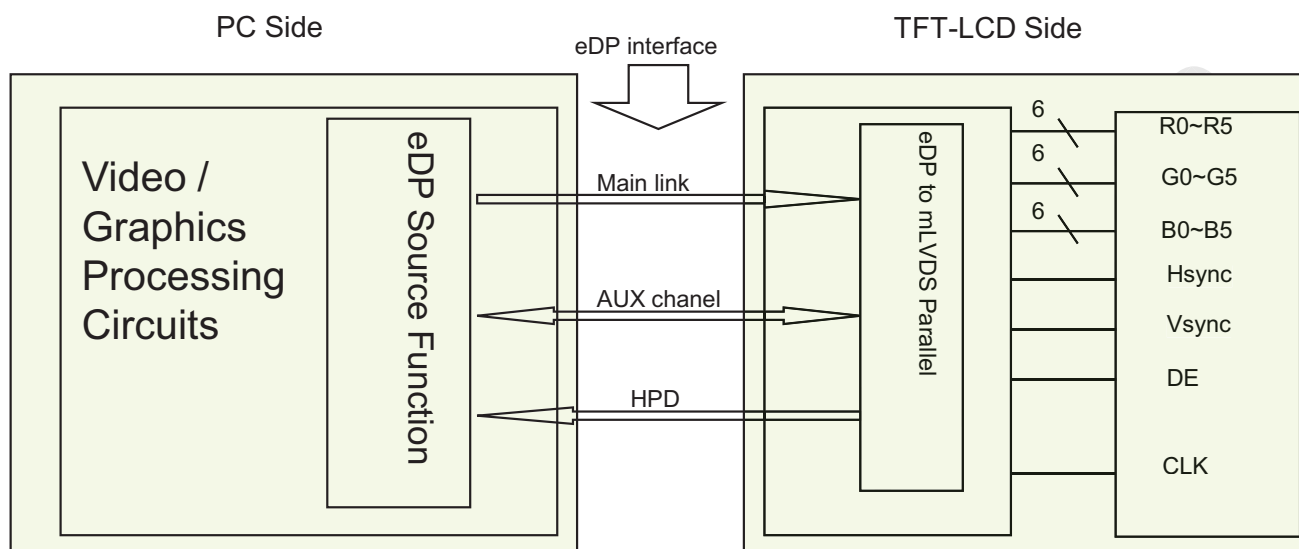 PC Side
TFT-LCD Side
eDP interface
Video /
Graphics
Processing
Circuits
eDP Source Function
Main link
AUX chanel
HPD
eDP to mLVDS Parallel
6
R0~R5
6
G0~G5
6
B0~B5
Hsync
Vsync
DE
CLK